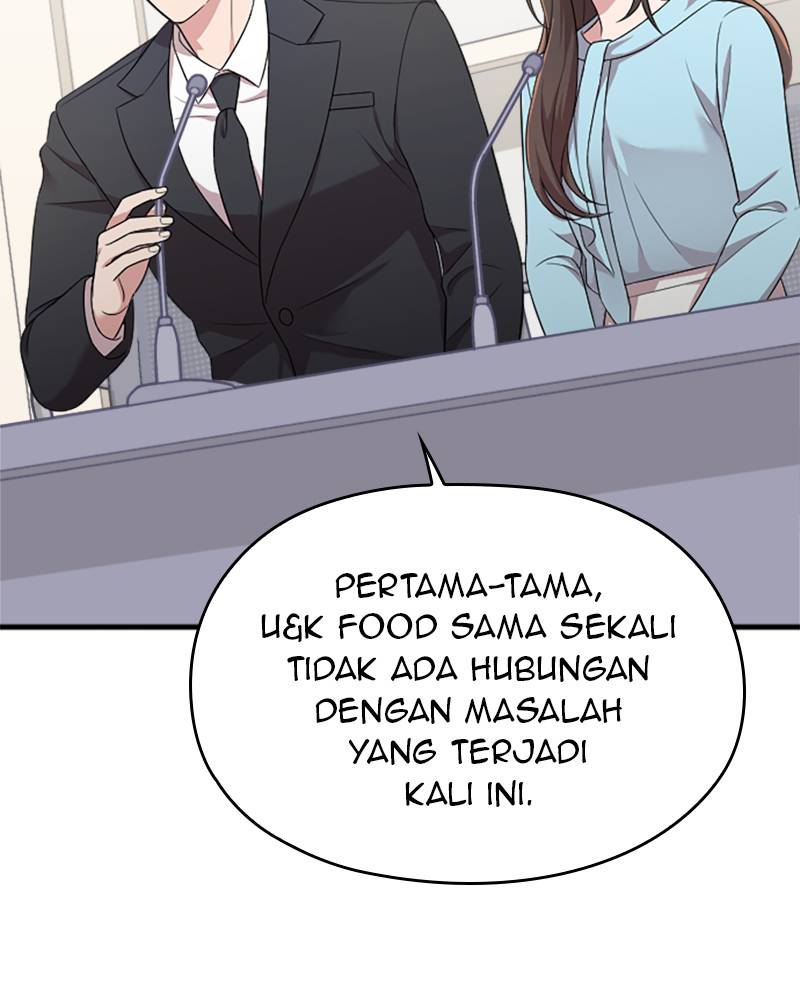 PERTAMA-TAMA,
U&K FOOD SAMA SEKALI
TIDAK ADA HUBUNGAN
DENGAN MASALAH
YANG TERJADI
KALI INI.